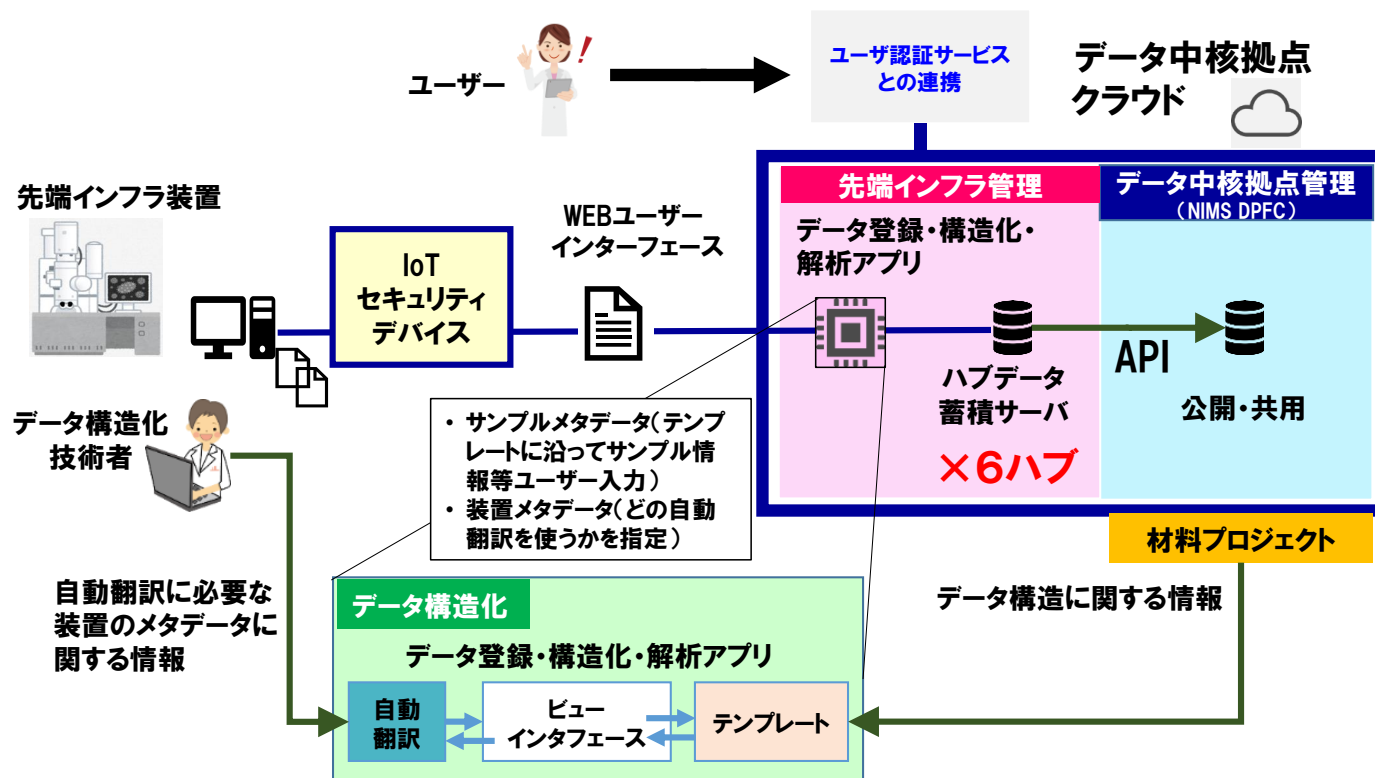 ユーザー
ユーザ認証サービス
との連携
データ中核拠点
クラウド
先端インフラ装置
IoT
セキュリティ
デバイス
WEBユーザー
インターフェース
先端インフラ管理
データ登録・構造化・
解析アプリ
ハブデータ
蓄積サーバ
×6ハブ
データ中核拠点管理
（NIMS DPFC）
API
公開・共用
データ構造化
技術者
・ サンプルメタデータ（テンプ
レートに沿ってサンプル情
報等ユーザー入力）
・ 装置メタデータ（どの自動
翻訳を使うかを指定）
材料プロジェクト
自動翻訳に必要な
装置のメタデータに
関する情報
データ構造に関する情報
データ構造化
データ登録・構造化・解析アプリ
自動
翻訳
ビュー
インタフェース
テンプレート